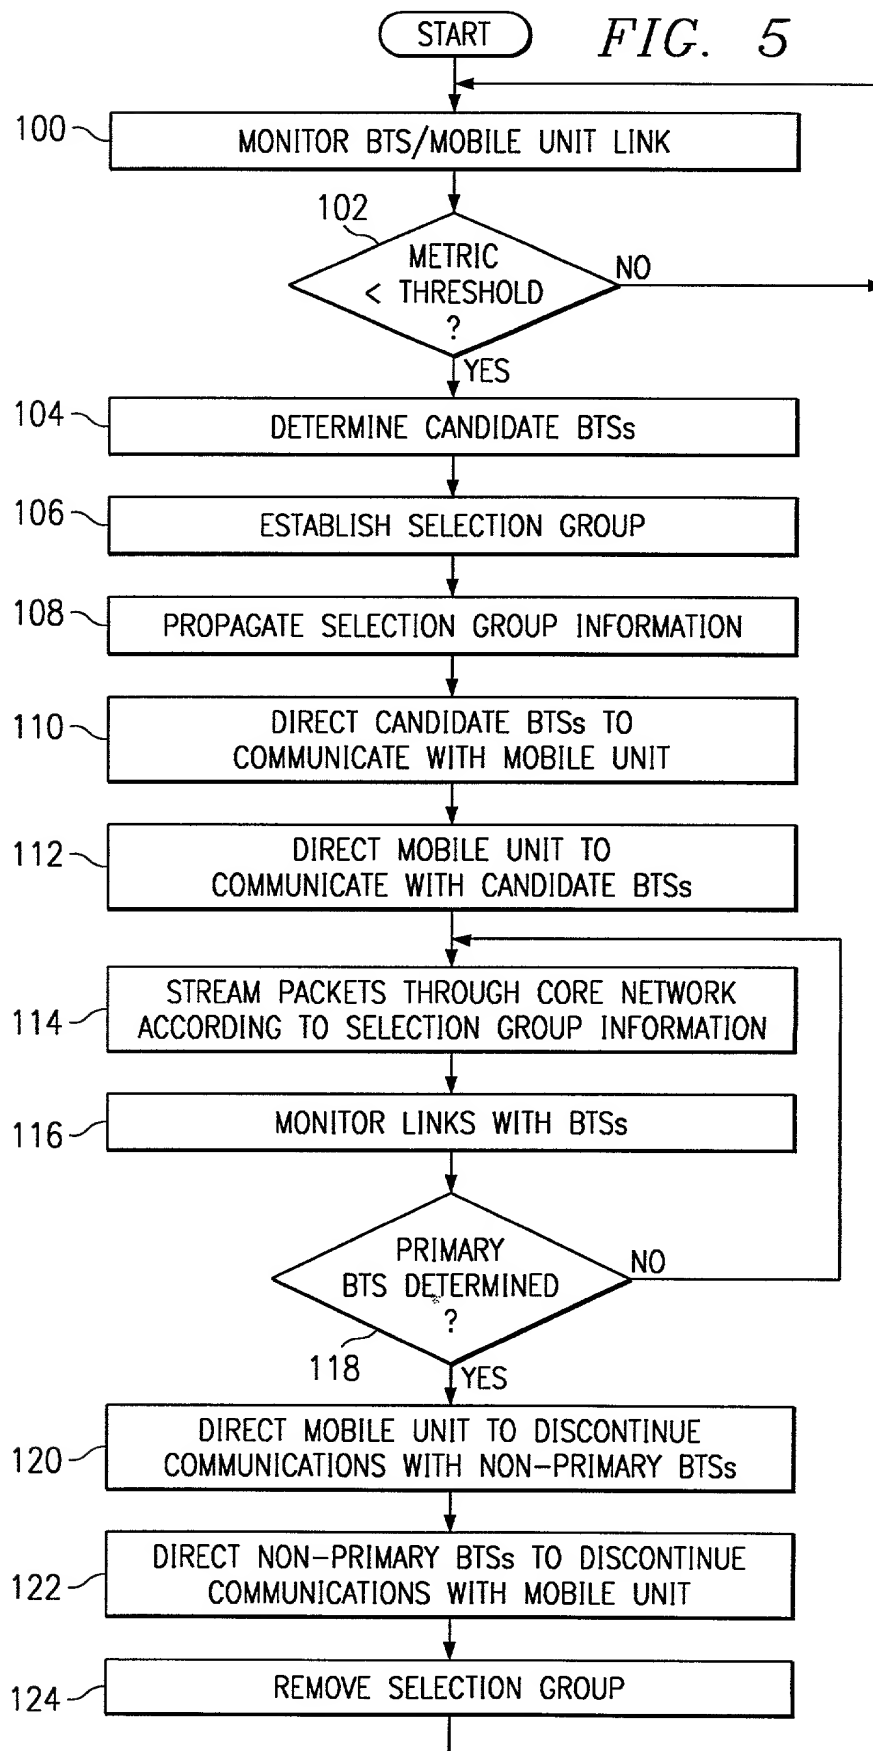 START
FIG. 5
100
MONITOR BTS/MOBILE UNIT LINK
102
METRIC
< THRESHOLD
?
NO
YES
104
DETERMINE CANDIDATE BTSs
106
ESTABLISH SELECTION GROUP
108
PROPAGATE SELECTION GROUP INFORMATION
110
DIRECT CANDIDATE BTSs TO
COMMUNICATE WITH MOBILE UNIT
112
DIRECT MOBILE UNIT TO
COMMUNICATE WITH CANDIDATE BTSs
114
STREAM PACKETS THROUGH CORE NETWORK
ACCORDING TO SELECTION GROUP INFORMATION
116
MONITOR LINKS WITH BTSs
PRIMARY
BTS DETERMINED
?
NO
118
YES
120
DIRECT MOBILE UNIT TO DISCONTINUE
COMMUNICATIONS WITH NON-PRIMARY BTSs
122
DIRECT NON-PRIMARY BTSs TO DISCONTINUE
COMMUNICATIONS WITH MOBILE UNIT
124
REMOVE SELECTION GROUP